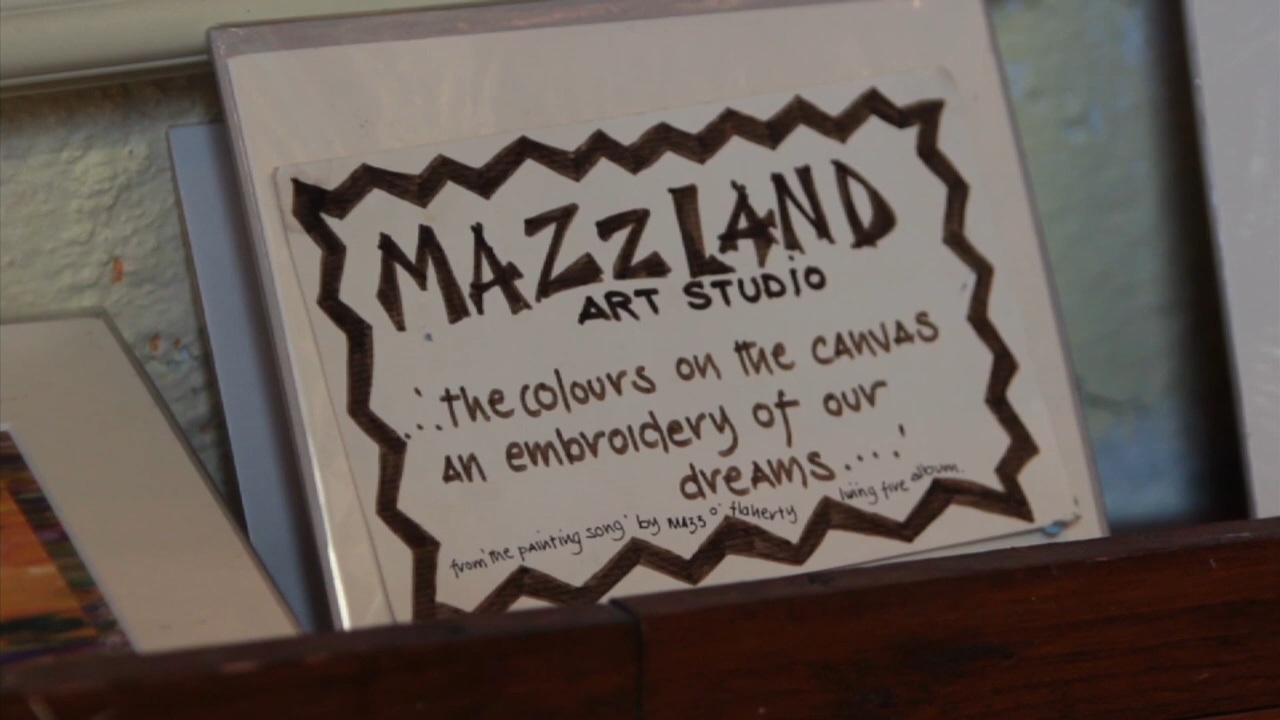 MAZzLAND
ART STUDiO
...'the colours on the canvas
an embroidery of our
dreams....'
from 'the painting song' by MAZZ O' flaherty living fire album.